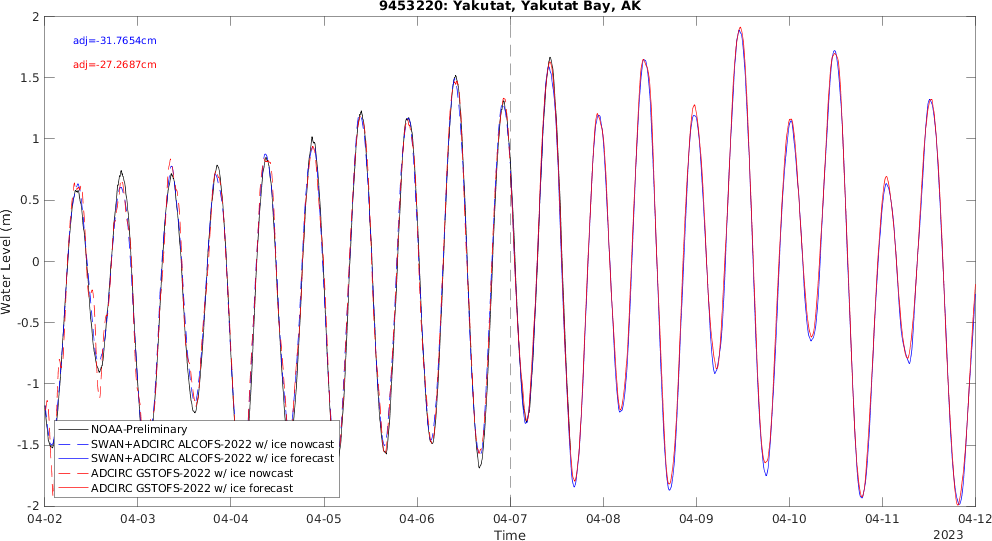 9453220: Yakutat, Yakutat Bay, AK
adj=-31.7654cm
adj=-27.2687cm
Water Level (m)
2
1.5
1
0.5
0
-0.5
-1
-1.5
-2
NOAA-Preliminary
SWAN+ADCIRC ALCOFS-2022 w/ ice nowcast
SWAN+ADCIRC ALCOFS-2022 w/ ice forecast
ADCIRC GSTOFS-2022 w/ ice nowcast
ADCIRC GSTOFS-2022 w/ ice forecast
04-02 04-03 04-04 04-05 04-06 04-07 04-08 04-09 04-10 04-11 04-12
Time
2023